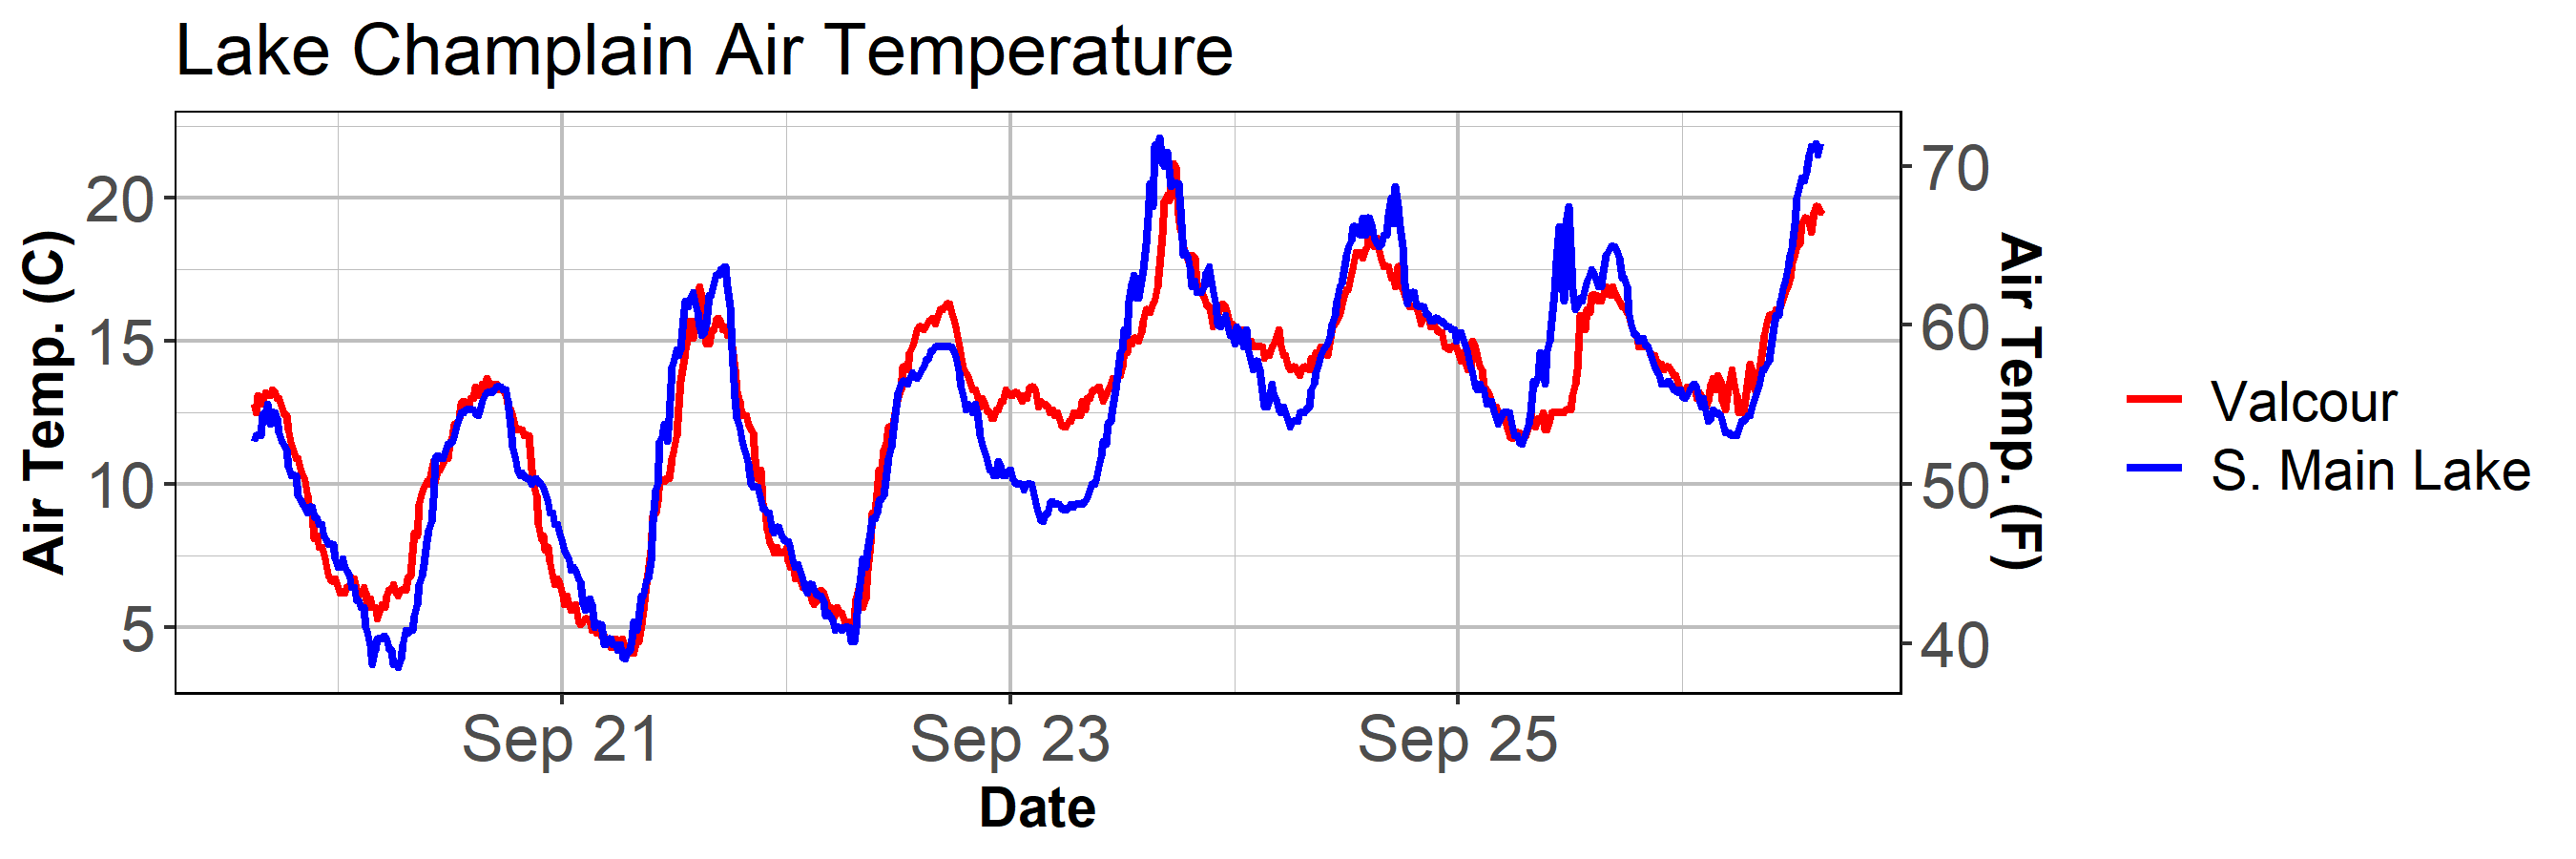 Lake Champlain Air Temperature
Air Temp. (C)
20
15
10
5
70
60
50
40
Air Temp. (F)
Sep 21
Sep 23
Sep 25
Date
Valcour
S. Main Lake